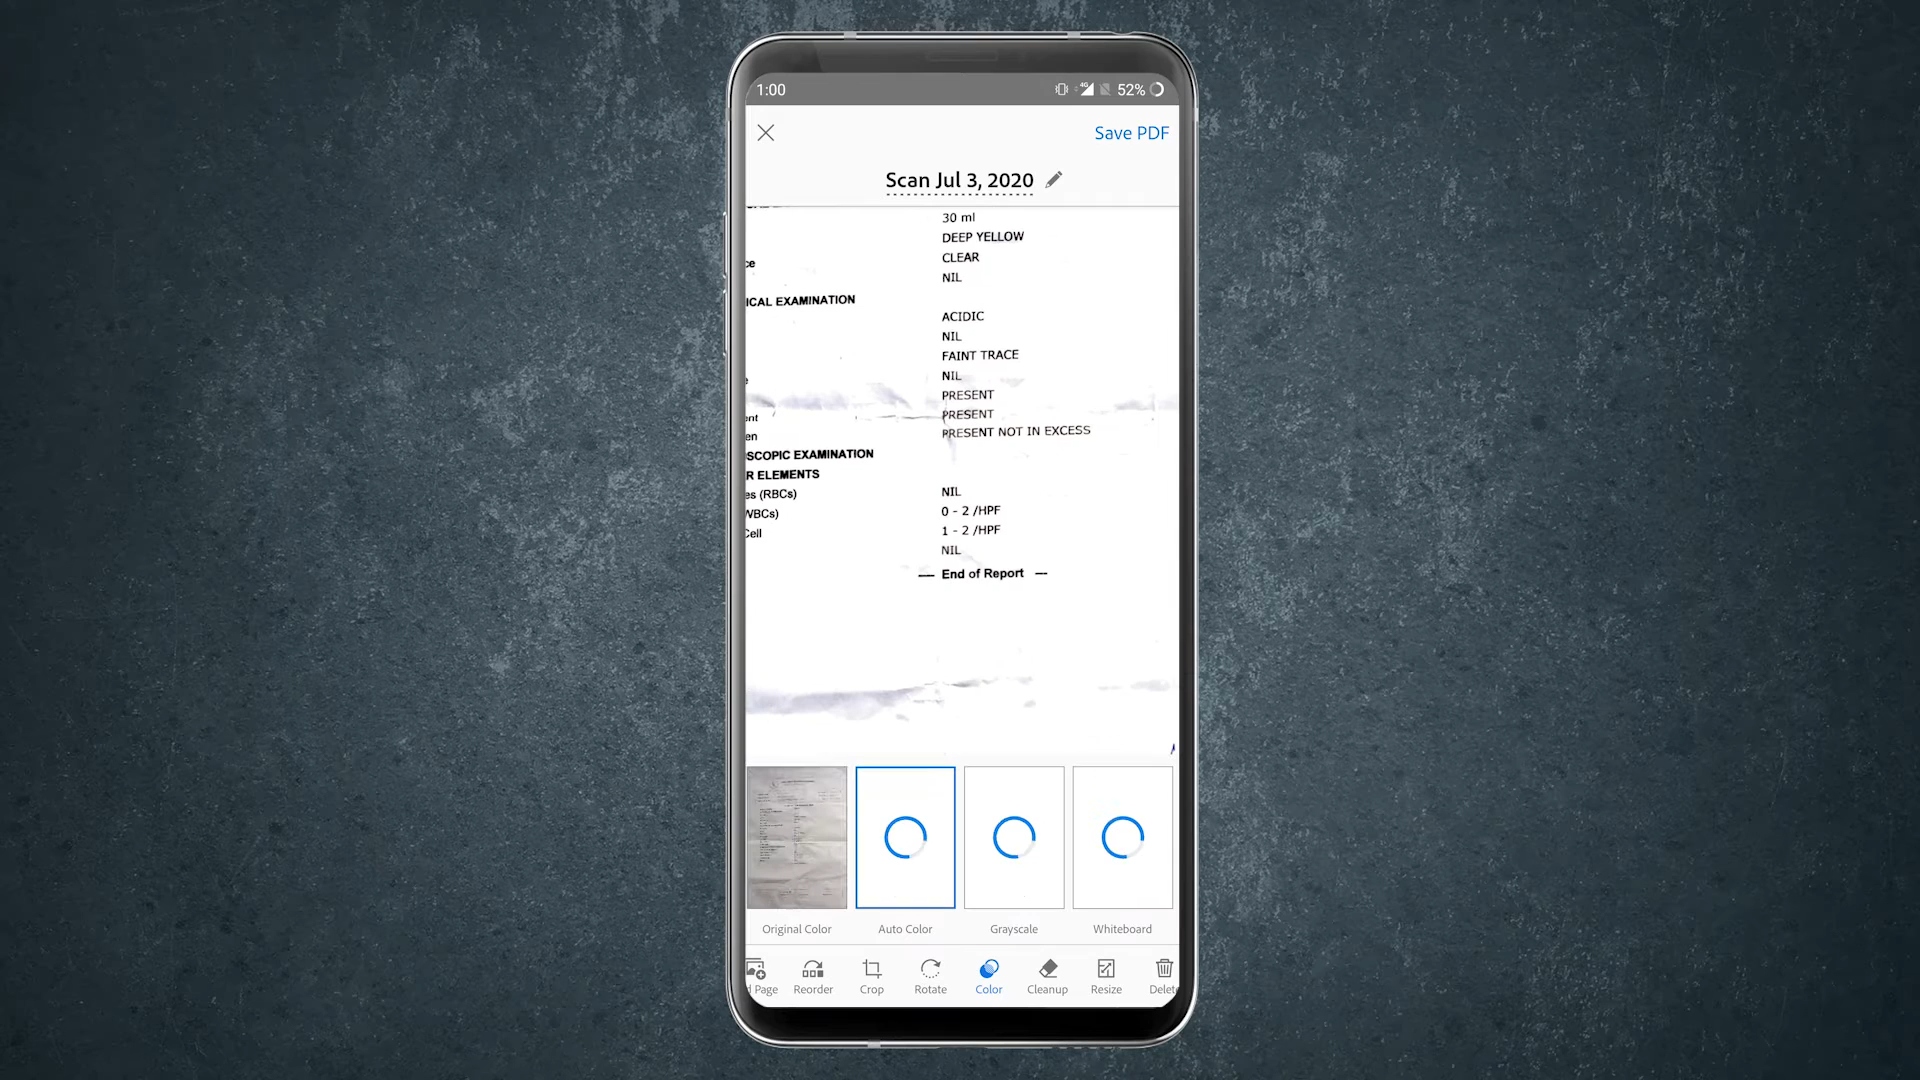 1:00 4G 52%
Save PDF
Scan Jul 3, 2020
30 ml
DEEP YELLOW
CLEAR
ce
NIL
ICAL EXAMINATION
ACIDIC
NIL
FAINT TRACE
NIL
PRESENT
ent PRESENT
en PRESENT NOT IN EXCESS
SCOPIC EXAMINATION
R ELEMENTS
es (RBCs) NIL
WBCs) 0 - 2 /HPF
Cell 1 - 2 /HPF
NIL
--- End of Report ---
Original Color Auto Color Grayscale Whiteboard
d Page Reorder Crop Rotate Color Cleanup Resize Delet